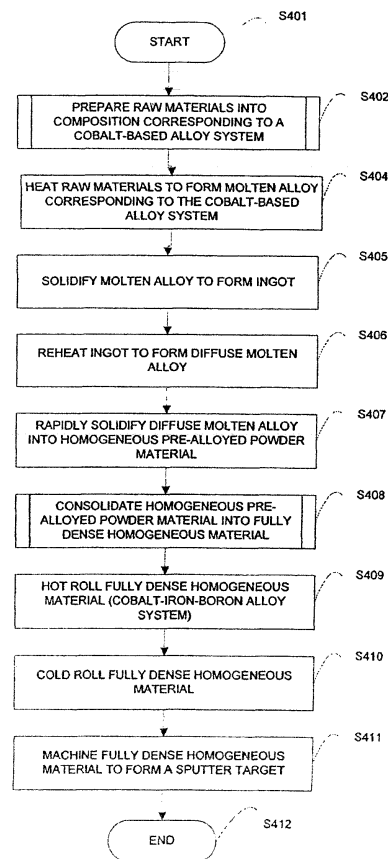 S401
START
S402
PREPARE RAW MATERIALS INTO
COMPOSITION CORRESPONDING TO A
COBALT-BASED ALLOY SYSTEM
S404
HEAT RAW MATERIALS TO FORM MOLTEN ALLOY
CORRESPONDING TO THE COBALT-BASED
ALLOY SYSTEM
S405
SOLIDIFY MOLTEN ALLOY TO FORM INGOT
S406
REHEAT INGOT TO FORM DIFFUSE MOLTEN
ALLOY
S407
RAPIDLY SOLIDIFY DIFFUSE MOLTEN ALLOY
INTO HOMOGENEOUS PRE-ALLOYED POWDER
MATERIAL
S408
CONSOLIDATE HOMOGENEOUS PRE-
ALLOYED POWDER MATERIAL INTO FULLY
DENSE HOMOGENEOUS MATERIAL
S409
HOT ROLL FULLY DENSE HOMOGENEOUS
MATERIAL (COBALT-IRON-BORON ALLOY
SYSTEM)
S410
COLD ROLL FULLY DENSE HOMOGENEOUS
MATERIAL
S411
MACHINE FULLY DENSE HOMOGENEOUS
MATERIAL TO FORM A SPUTTER TARGET
S412
END